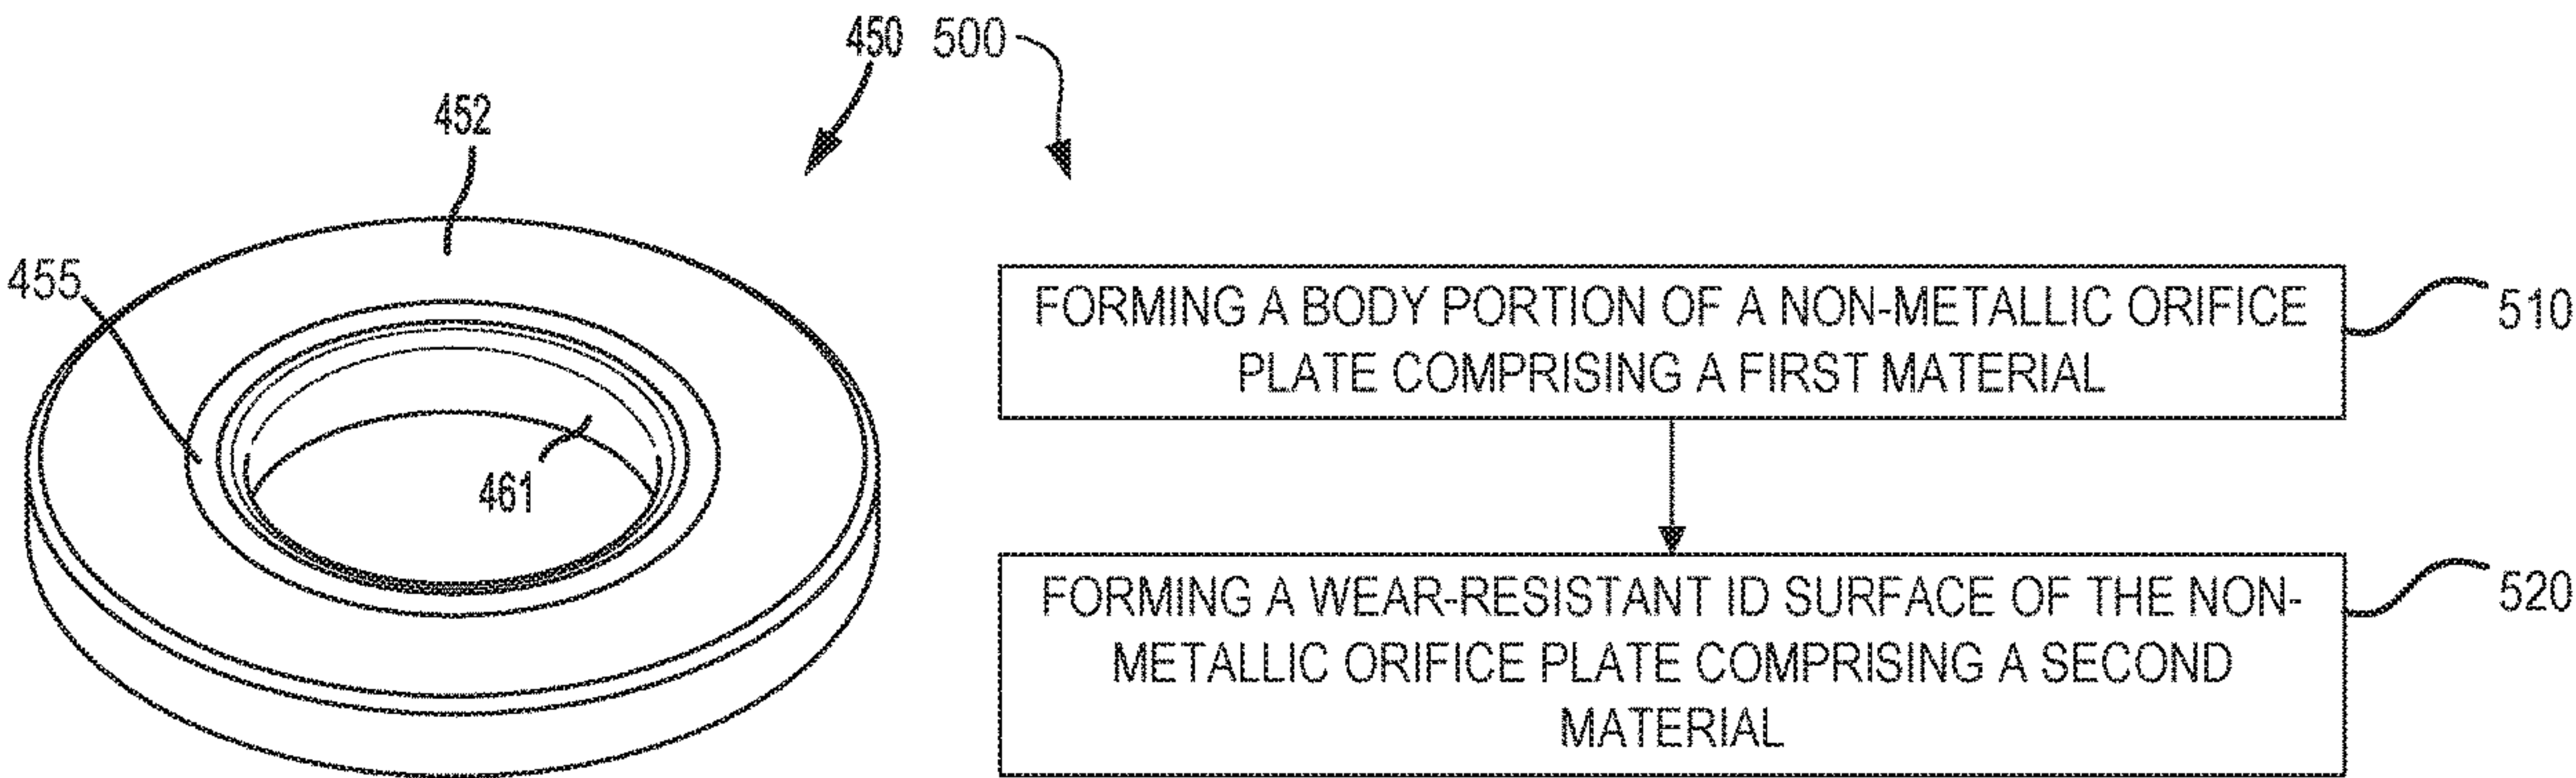 450 500
452
455
461
FORMING A BODY PORTION OF A NON-METALLIC ORIFICE
PLATE COMPRISING A FIRST MATERIAL
510
FORMING A WEAR-RESISTANT ID SURFACE OF THE NON-
METALLIC ORIFICE PLATE COMPRISING A SECOND
MATERIAL
520